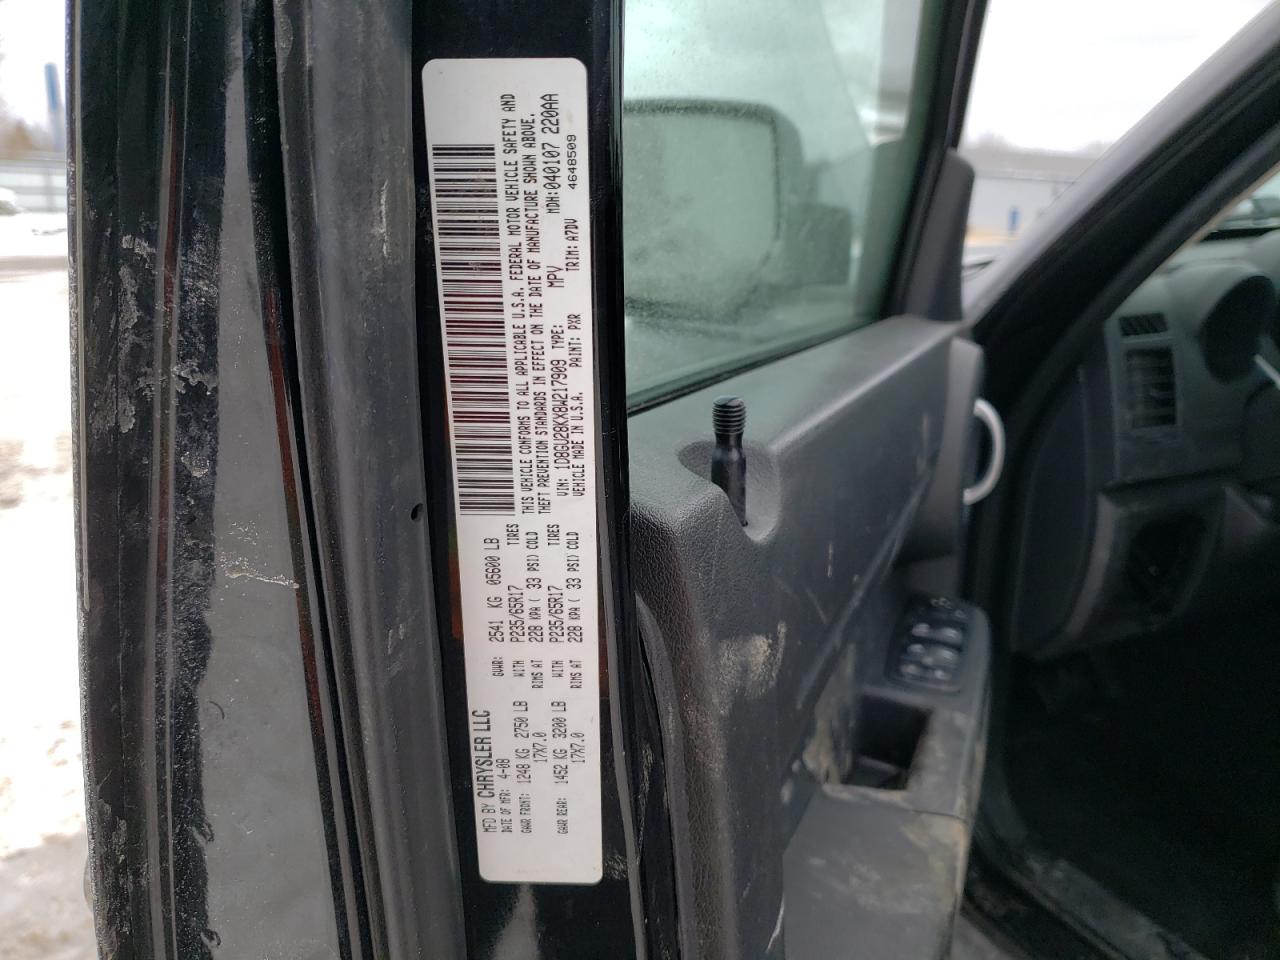 MFD BY CHRYSLER LLC
DATE OF MFR: 4-08 GVWR: 2541 KG 05600 LB
GAWR FRONT: 1248 KG 2750 LB WITH P235/65R17 TIRES
17X7.0 RIMS AT 228 KPA ( 33 PSI) COLD
GAWR REAR: 1452 KG 3200 LB WITH P235/65R17 TIRES
17X7.0 RIMS AT 228 KPA ( 33 PSI) COLD
THIS VEHICLE CONFORMS TO ALL APPLICABLE U.S.A. FEDERAL MOTOR VEHICLE SAFETY AND
THEFT PREVENTION STANDARDS IN EFFECT ON THE DATE OF MANUFACTURE SHOWN ABOVE.
VIN: 1D8GU28KX8W217909 TYPE: MPV MDH:040107 220AA
VEHICLE MADE IN U.S.A. PAINT: PXR TRIM: A7DV 4648509